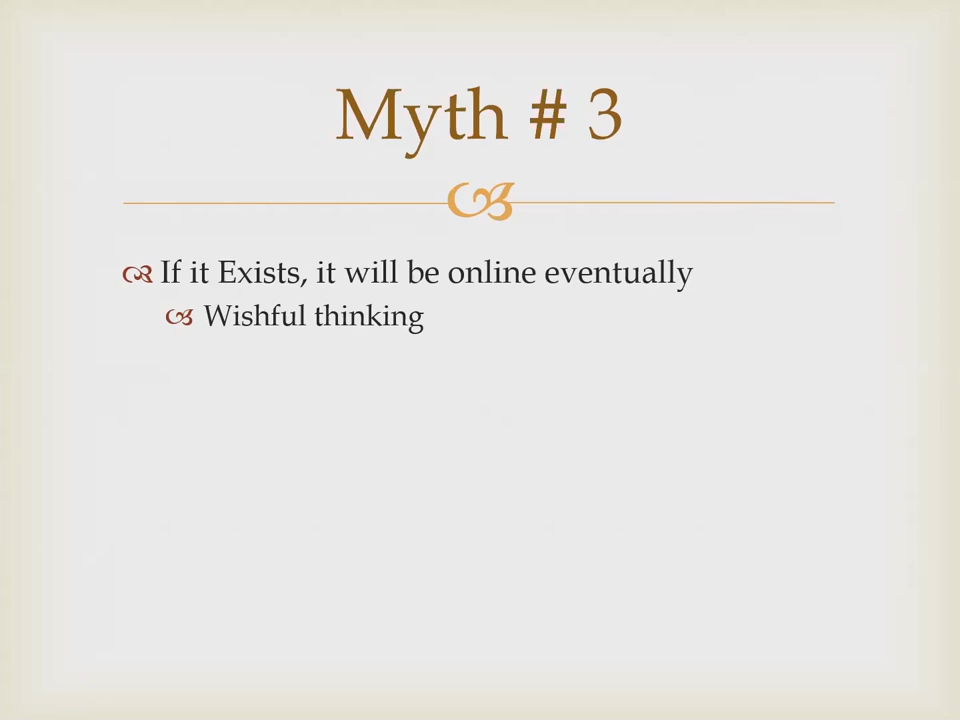 Myth # 3
If it Exists, it will be online eventually
Wishful thinking